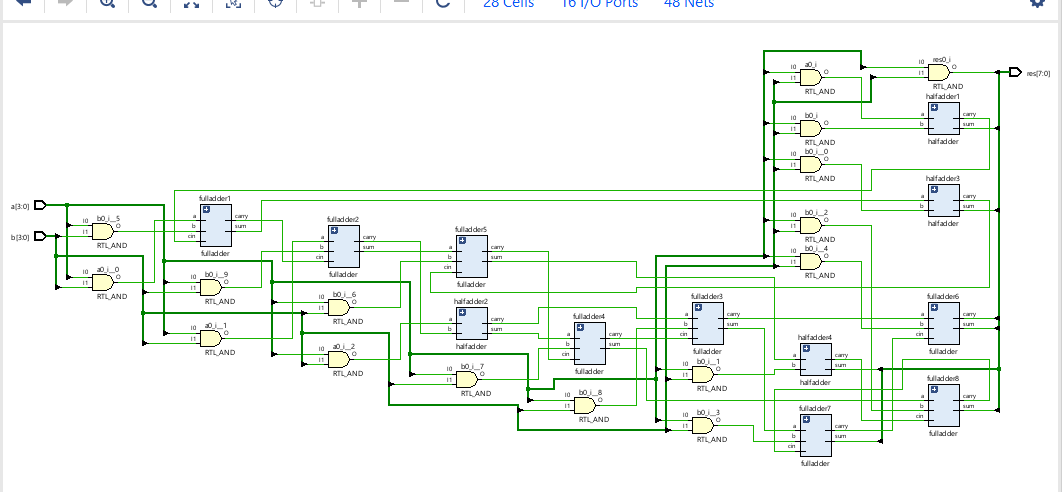 28 Cells 16 I/O Ports 48 Nets
a0_i
I0
I1
O
RTL_AND
res0_i
I0
I1
O
RTL_AND
res[7:0]
halfadder1
a
b
carry
sum
halfadder
b0_i
I0
I1
O
RTL_AND
b0_i__0
I0
I1
O
RTL_AND
halfadder3
a
b
carry
sum
halfadder
a[3:0]
b[3:0]
b0_i__5
I0
I1
O
RTL_AND
fulladder1
a
b
cin
carry
sum
fulladder
fulladder2
a
b
cin
carry
sum
fulladder
fulladder5
a
b
cin
carry
sum
fulladder
b0_i__2
I0
I1
O
RTL_AND
b0_i__4
I0
I1
O
RTL_AND
a0_i__0
I0
I1
O
RTL_AND
b0_i__9
I0
I1
O
RTL_AND
b0_i__6
I0
I1
O
RTL_AND
halfadder2
a
b
carry
sum
halfadder
fulladder3
a
b
cin
carry
sum
fulladder
fulladder6
a
b
cin
carry
sum
fulladder
a0_i__1
I0
I1
O
RTL_AND
a0_i__2
I0
I1
O
RTL_AND
fulladder4
a
b
cin
carry
sum
fulladder
halfadder4
a
b
carry
sum
halfadder
b0_i__7
I0
I1
O
RTL_AND
b0_i__1
I0
I1
O
RTL_AND
fulladder8
a
b
cin
carry
sum
fulladder
b0_i__8
I0
I1
O
RTL_AND
b0_i__3
I0
I1
O
RTL_AND
fulladder7
a
b
cin
carry
sum
fulladder